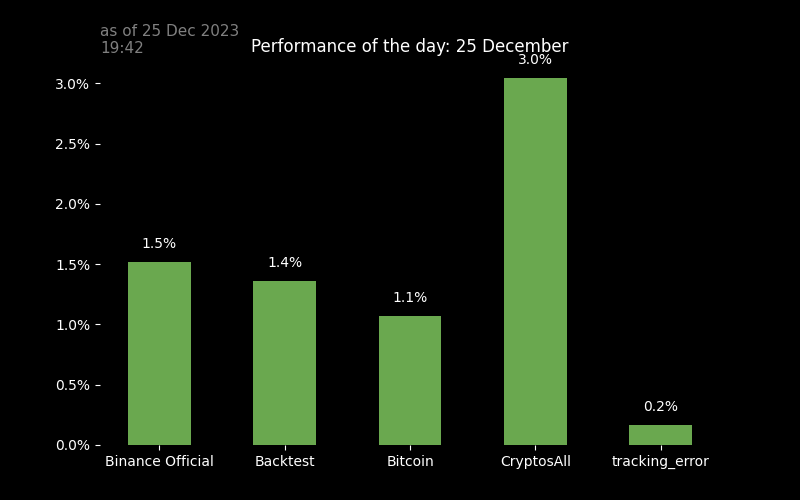 as of 25 Dec 2023
19:42
Performance of the day: 25 December
3.0%
3.0%
2.5%
2.0%
1.5%
1.0%
0.5%
0.0%
1.5%
1.4%
1.1%
0.2%
Binance Official
Backtest
Bitcoin
CryptosAll
tracking_error